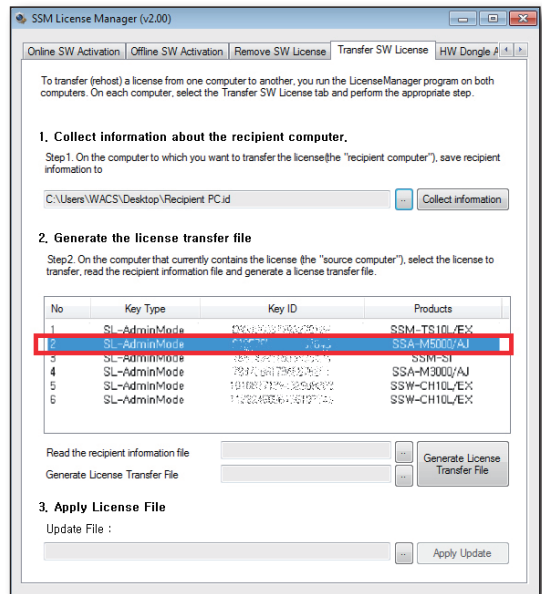 SSM License Manager (v2.00)
Online SW Activation Offline SW Activation Remove SW License Transfer SW License HW Dongle A
To transfer (rehost) a license from one computer to another, you run the LicenseManager program on both
computers. On each computer, select the Transfer SW License tab and perform the appropriate step.
1. Collect information about the recipient computer.
Step1. On the computer to which you want to transfer the license(the "recipient computer"), save recipient
information to
C:\Users\WACS\Desktop\Recipient PC.id
.. Collect information
2. Generate the license transfer file
Step2. On the computer that currently contains the license (the "source computer"), select the license to
transfer, read the recipient information file and generate a license transfer file.
No Key Type Key ID Products
1 SL-AdminMode SSM-TS10L/EX
2 SL-AdminMode SSA-M5000/AJ
3 SL-AdminMode SSM-SI
4 SL-AdminMode SSA-M3000/AJ
5 SL-AdminMode SSW-CH10L/EX
6 SL-AdminMode SSW-CH10L/EX
Read the recipient information file ..
Generate License Transfer File ..
Generate License
Transfer File
3. Apply License File
Update File :
.. Apply Update